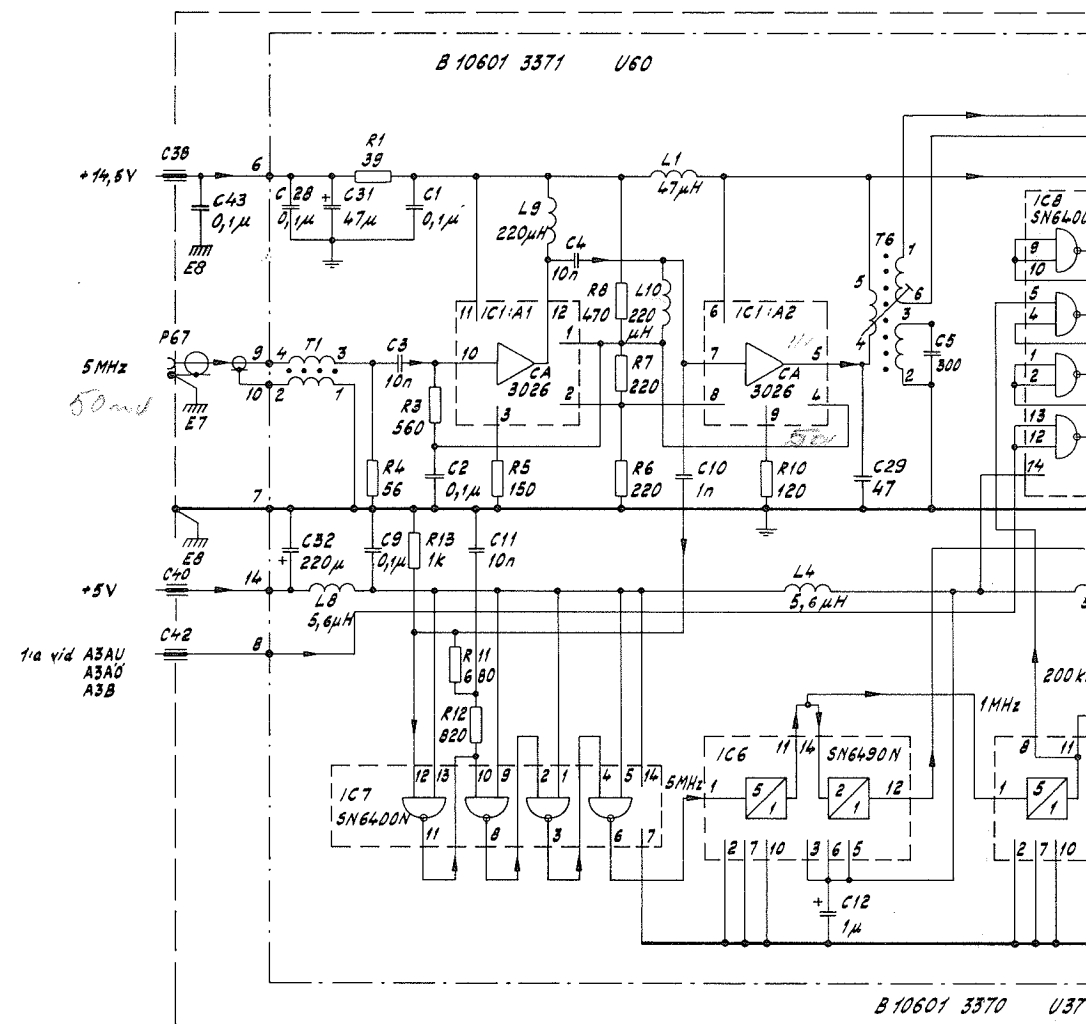 B 10601 3371 U60
+14,5V
C38
C43
0,1µ
E8
6
C 28
0,1µ
C31
+
47µ
R1
39
C1
0,1µ
L9
220µH
C4
10n
L1
47µH
R8
470
L10
220
µH
R7
220
T6
5
4
1
6
3
2
C5
300
IC8
SN6400
9
10
5
4
1
2
13
12
14
5MHz
50mV
P67
E7
9
10
4
T1
3
2
1
C3
10n
R3
560
11
IC1:A1
12
10
CA
3026
1
2
3
6
IC1:A2
7
CA
3026
5
8
9
4
R4
56
C2
0,1µ
R5
150
R6
220
C10
1n
R10
120
C29
47
7
E8
C32
+
220µ
C9
0,1µ
R13
1k
C11
10n
+5V
C40
14
L8
5,6µH
L4
5,6µH
1:a vid A3AU
A3AÖ
A3B
C42
8
R 11
680
R12
820
200 k
1MHz
IC7
SN6400N
12
13
10
9
2
1
4
5
14
11
8
3
6
7
5MHz
IC6
SN6490N
11
14
1
5/1
2/1
12
2
7
10
3
6
5
8
11
1
5/1
2
7
10
+
C12
1µ
B 10601 3370 U37